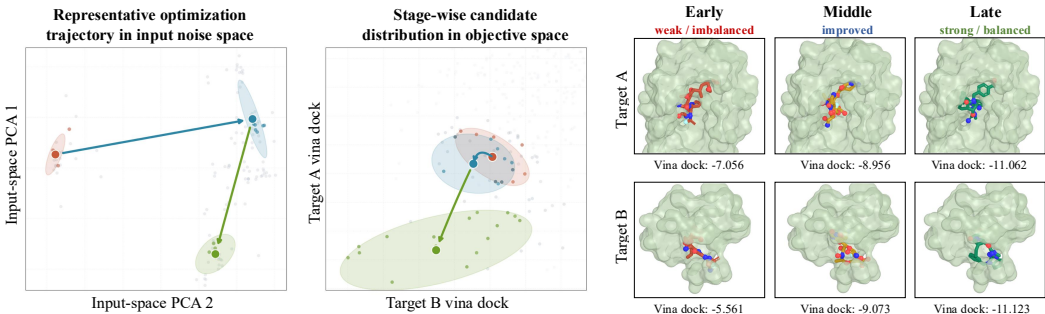 Representative optimization
trajectory in input noise space
Input-space PCA 1
Input-space PCA 2
Stage-wise candidate
distribution in objective space
Target A vina dock
Target B vina dock
Early
weak / imbalanced
Middle
improved
Late
strong / balanced
Target A
Vina dock: -7.056
Vina dock: -8.956
Vina dock: -11.062
Target B
Vina dock: -5.561
Vina dock: -9.073
Vina dock: -11.123